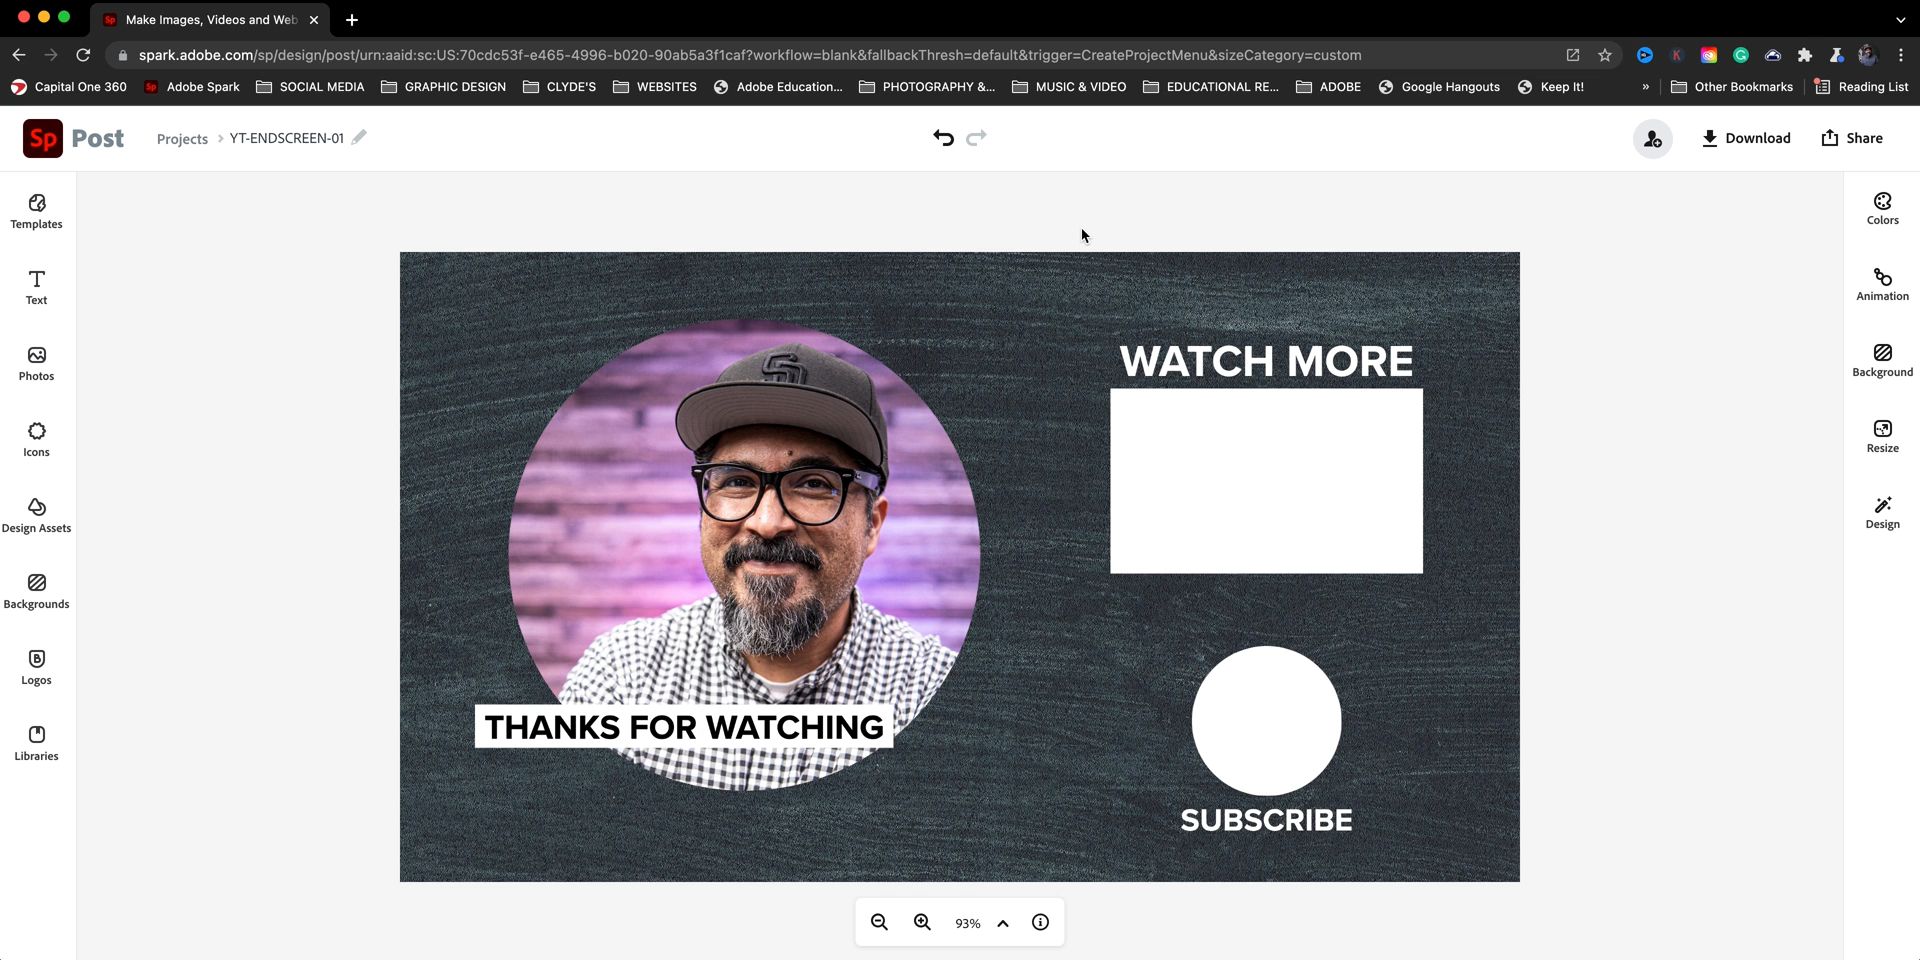 Sp Make Images, Videos and Web
spark.adobe.com/sp/design/post/urn:aaid:sc:US:70cdc53f-e465-4996-b020-90ab5a3f1caf?workflow=blank&fallbackThresh=default&trigger=CreateProjectMenu&sizeCategory=custom
Capital One 360 Sp Adobe Spark SOCIAL MEDIA GRAPHIC DESIGN CLYDE'S WEBSITES Adobe Education... PHOTOGRAPHY &... MUSIC & VIDEO EDUCATIONAL RE... ADOBE Google Hangouts Keep It! » Other Bookmarks Reading List
Sp Post Projects > YT-ENDSCREEN-01 Download Share
Templates
Text
Photos
Icons
Design Assets
Backgrounds
Logos
Libraries
WATCH MORE
THANKS FOR WATCHING
SUBSCRIBE
93%
Colors
Animation
Background
Resize
Design